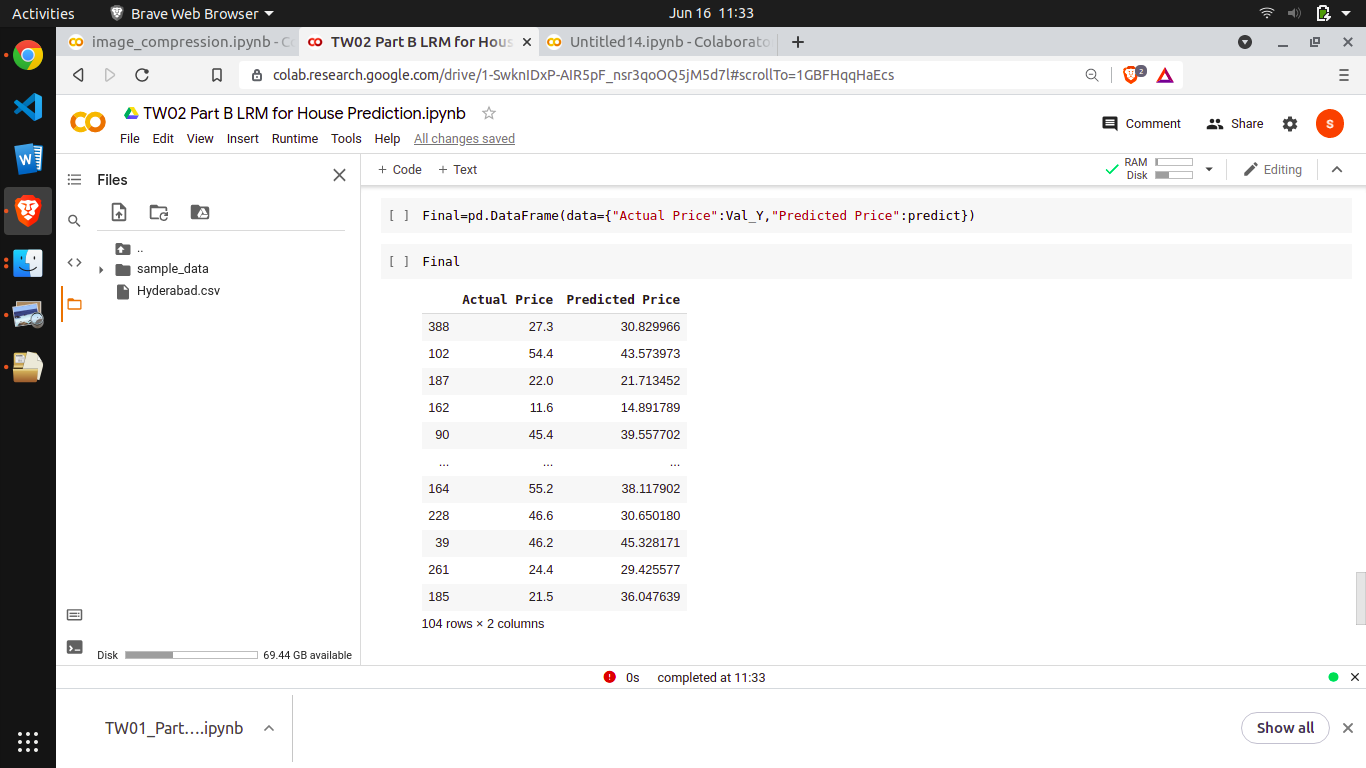 Activities
Brave Web Browser
Jun 16 11:33
image_compression.ipynb - Co
TW02 Part B LRM for Hous
Untitled14.ipynb - Colaborato
colab.research.google.com/drive/1-SwknIDxP-AIR5pF_nsr3qoOQ5jM5d7l#scrollTo=1GBFHqqHaEcs
2
TW02 Part B LRM for House Prediction.ipynb
File Edit View Insert Runtime Tools Help All changes saved
Comment
Share
S
Files
+ Code + Text
RAM
Disk
Editing
..
sample_data
Hyderabad.csv
[ ] Final=pd.DataFrame(data={"Actual Price":Val_Y,"Predicted Price":predict})
[ ] Final
Actual Price Predicted Price
388 27.3 30.829966
102 54.4 43.573973
187 22.0 21.713452
162 11.6 14.891789
90 45.4 39.557702
... ... ...
164 55.2 38.117902
228 46.6 30.650180
39 46.2 45.328171
261 24.4 29.425577
185 21.5 36.047639
104 rows × 2 columns
Disk 69.44 GB available
0s completed at 11:33
TW01_Part....ipynb
Show all